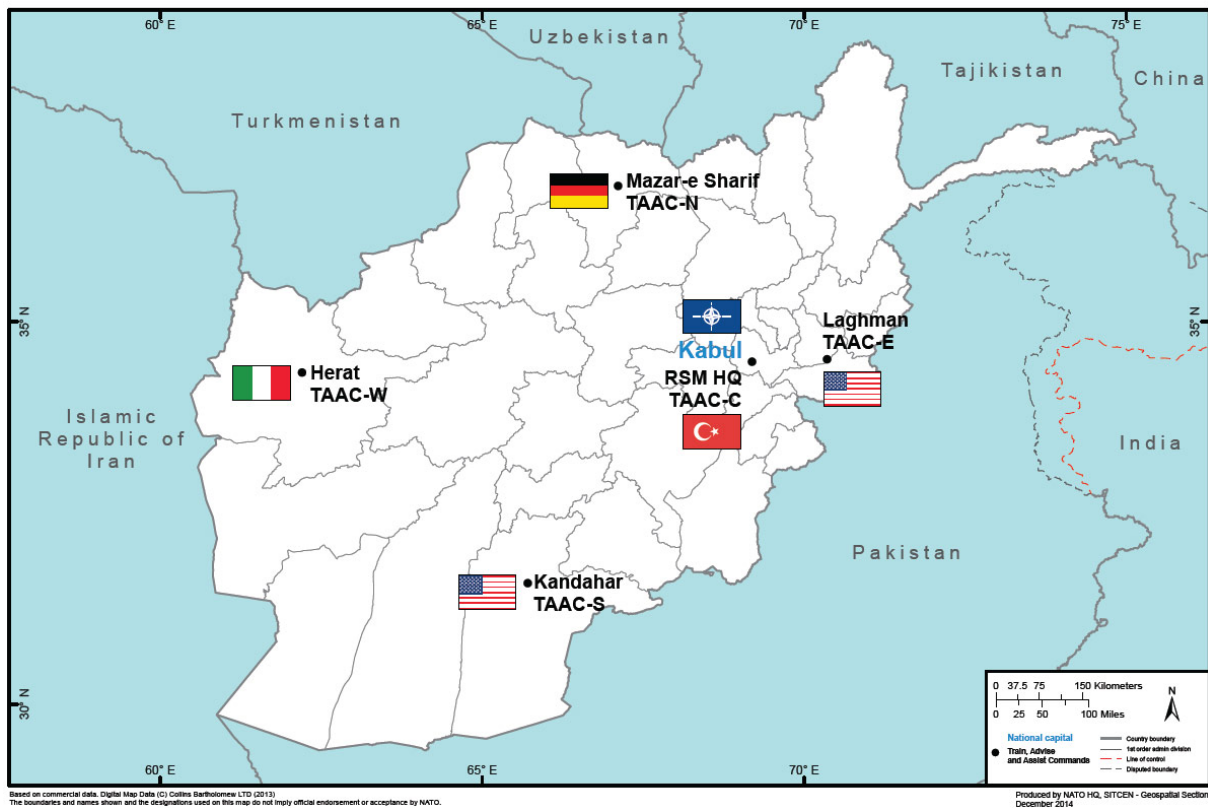 60° E
65° E
70° E
75° E
Uzbekistan
Tajikistan
China
Turkmenistan
Mazar-e Sharif
TAAC-N
35° N
35° N
Laghman
TAAC-E
Kabul
RSM HQ
TAAC-C
Herat
TAAC-W
Islamic
Republic of
Iran
India
Pakistan
Kandahar
TAAC-S
30° N
0 37.5 75 150 Kilometers
0 25 50 100 Miles
N
National capital
Train, Advise
and Assist Commands
Country boundary
1st order admin division
Line of control
Disputed boundary
60° E
65° E
70° E
Based on commercial data. Digital Map Data (C) Collins Bartholomew LTD (2013)
The boundaries and names shown and the designations used on this map do not imply official endorsement or acceptance by NATO.
Produced by NATO HQ, SITCEN - Geospatial Section
December 2014